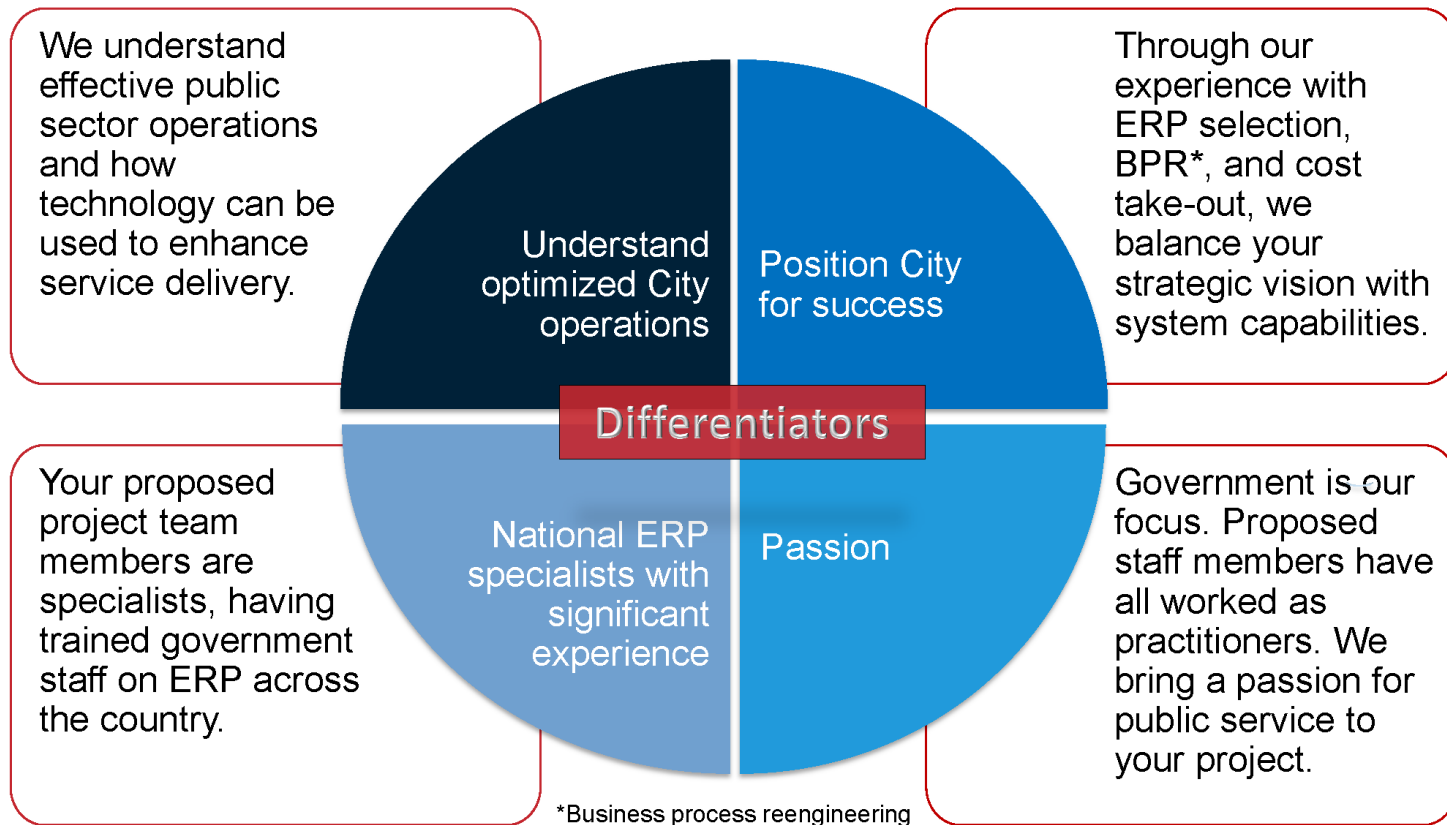 We understand
effective public
sector operations
and how
technology can be
used to enhance
service delivery.
Understand
optimized City
operations
Position City
for success
Through our
experience with
ERP selection,
BPR*, and cost
take-out, we
balance your
strategic vision with
system capabilities.
Differentiators
Your proposed
project team
members are
specialists, having
trained government
staff on ERP across
the country.
National ERP
specialists with
significant
experience
Passion
Government is our
focus. Proposed
staff members have
all worked as
practitioners. We
bring a passion for
public service to
your project.
*Business process reengineering